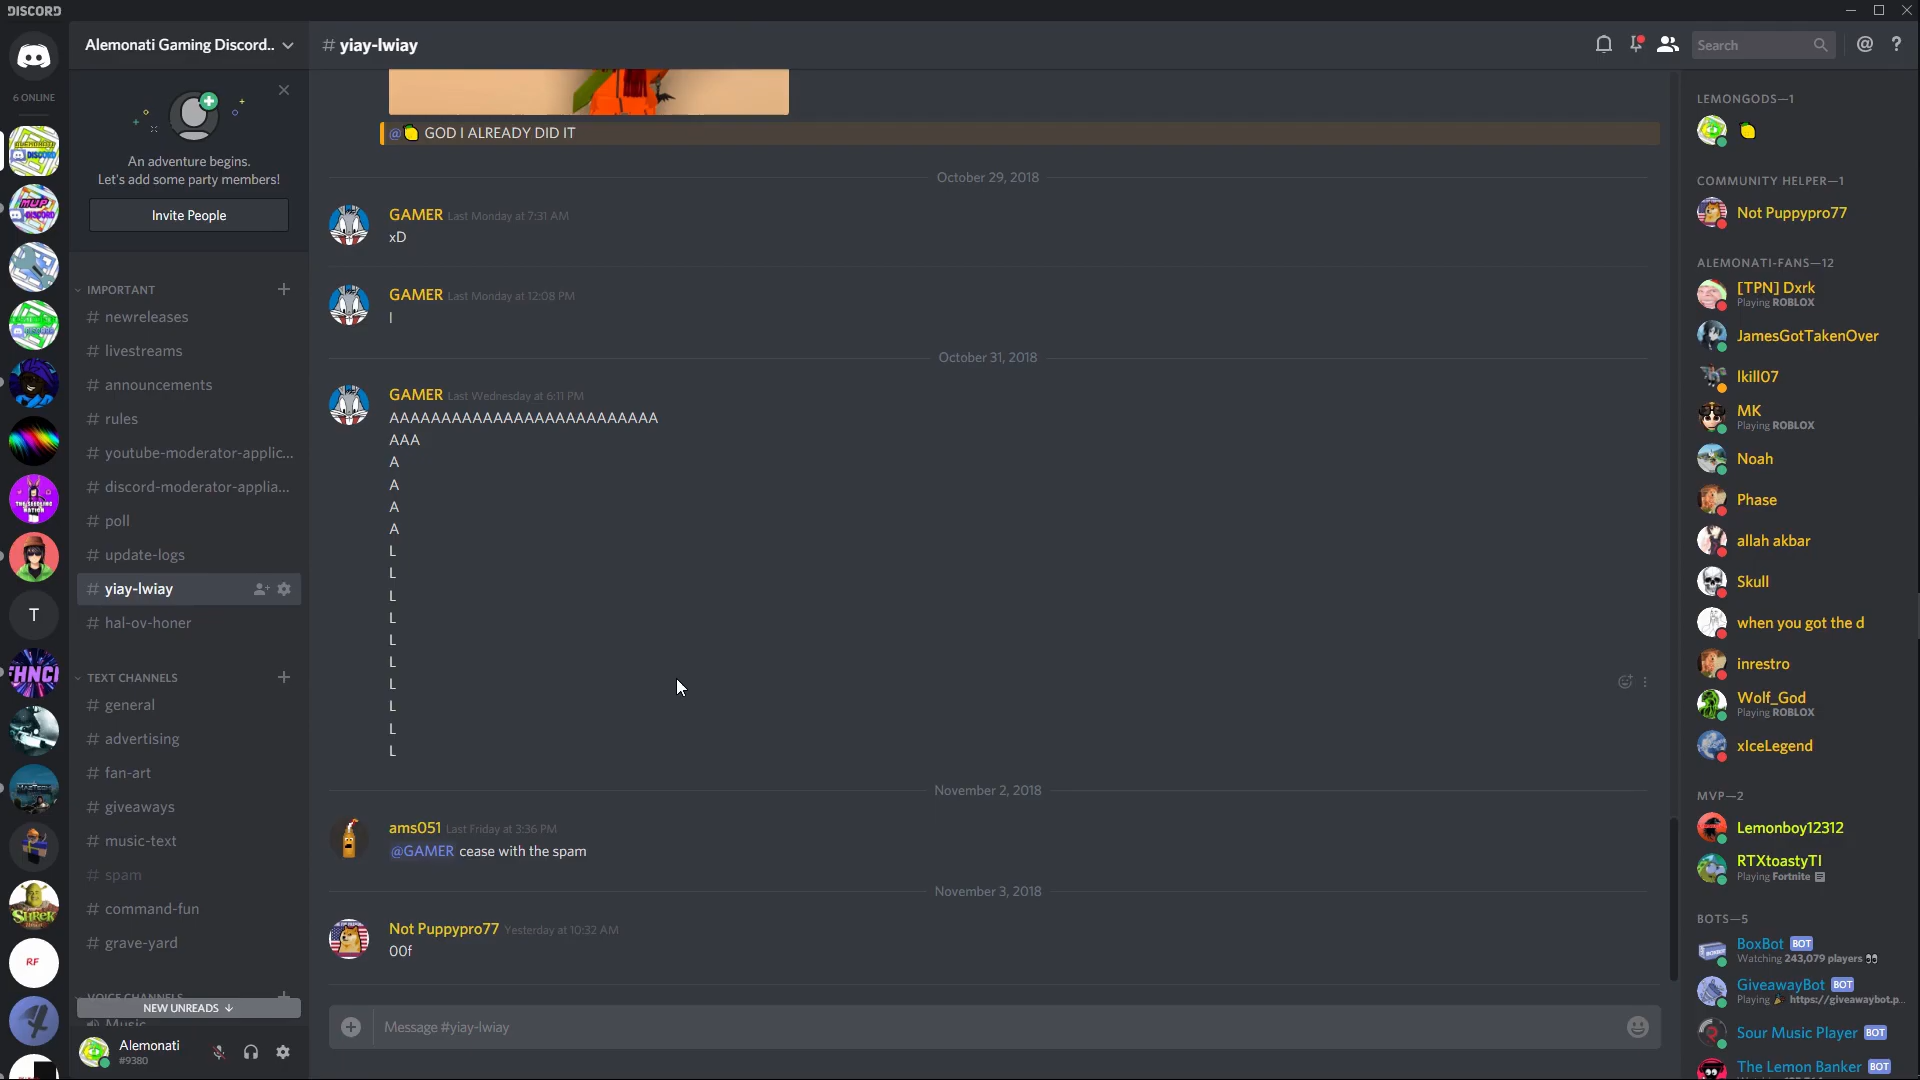 DISCORD
Alemonati Gaming Discord..
# yiay-lwiay
Search
6 ONLINE
An adventure begins.
Let's add some party members!
Invite People
IMPORTANT
# newreleases
# livestreams
# announcements
# rules
# youtube-moderator-applic...
# discord-moderator-applia...
# poll
# update-logs
# yiay-lwiay
# hal-ov-honer
TEXT CHANNELS
# general
# advertising
# fan-art
# giveaways
# music-text
# spam
# command-fun
# grave-yard
VOICE CHANNELS
NEW UNREADS ↓
Music
Alemonati
#9380
MVP
DISCORD
T
SHREK
RF
@🍋 GOD I ALREADY DID IT
October 29, 2018
GAMER Last Monday at 7:31 AM
xD
GAMER Last Monday at 12:08 PM
l
October 31, 2018
GAMER Last Wednesday at 6:11 PM
AAAAAAAAAAAAAAAAAAAAAAAAAA
AAA
A
A
A
A
L
L
L
L
L
L
L
L
L
L
November 2, 2018
ams051 Last Friday at 3:36 PM
@GAMER cease with the spam
November 3, 2018
Not Puppypro77 Yesterday at 10:32 AM
00f
Message #yiay-lwiay
LEMONGODS—1
🍋
COMMUNITY HELPER—1
Not Puppypro77
ALEMONATI-FANS—12
[TPN] Dxrk
Playing ROBLOX
JamesGotTakenOver
lkill07
MK
Playing ROBLOX
Noah
Phase
allah akbar
Skull
when you got the d
inrestro
Wolf_God
Playing ROBLOX
xIceLegend
MVP—2
Lemonboy12312
RTXtoastyTI
Playing Fortnite
BOTS—5
BoxBot BOT
Watching 243,079 players 👀
GiveawayBot BOT
Playing 🎉 https://giveawaybot.p...
Sour Music Player BOT
The Lemon Banker BOT